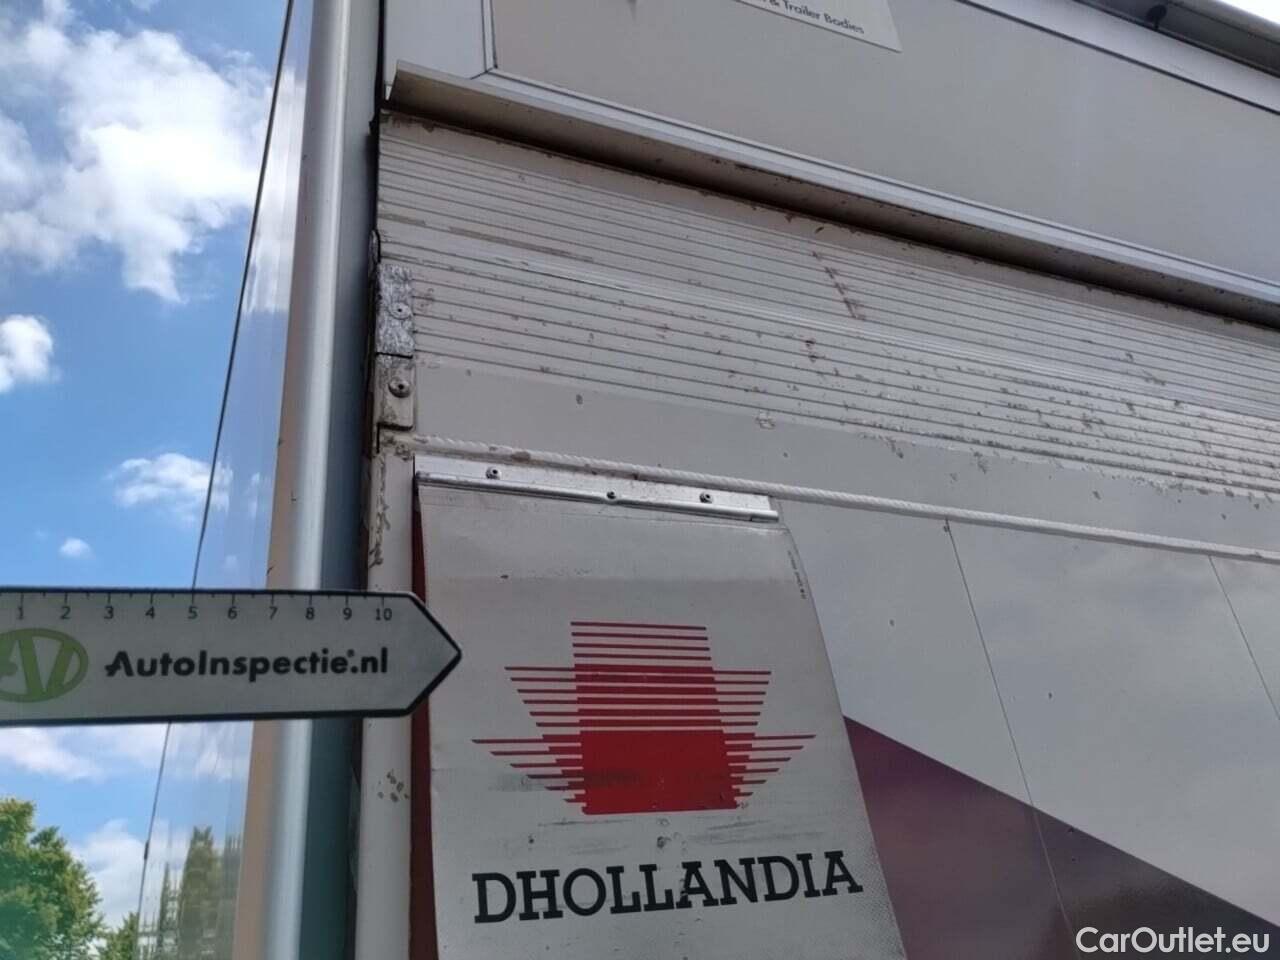 & Trailer Bodies
1 2 3 4 5 6 7 8 9 10
AutoInspectie.nl
DHOLLANDIA
CarOutlet.eu